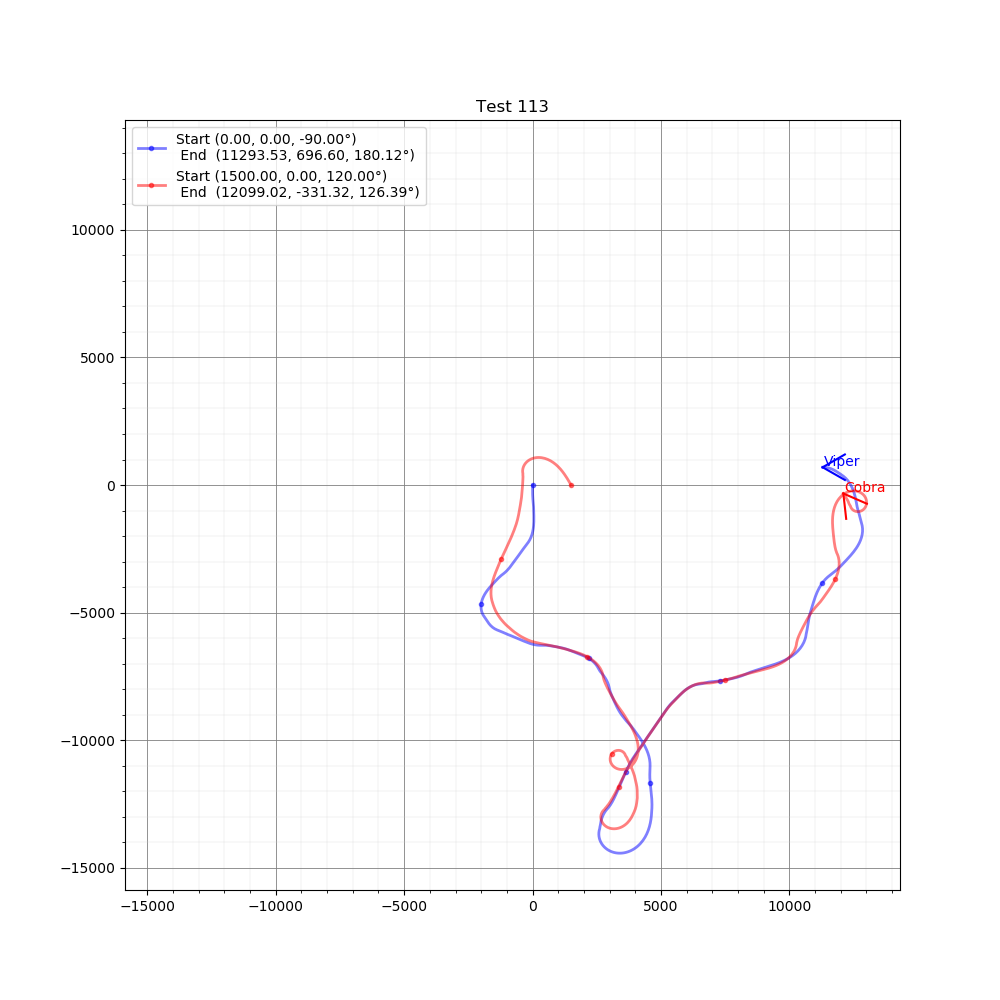 Test 113
Start (0.00, 0.00, -90.00°)
End  (11293.53, 696.60, 180.12°)
Start (1500.00, 0.00, 120.00°)
End  (12099.02, -331.32, 126.39°)
10000
5000
0
−5000
−10000
−15000
Viper
Cobra
−15000 −10000 −5000 0 5000 10000